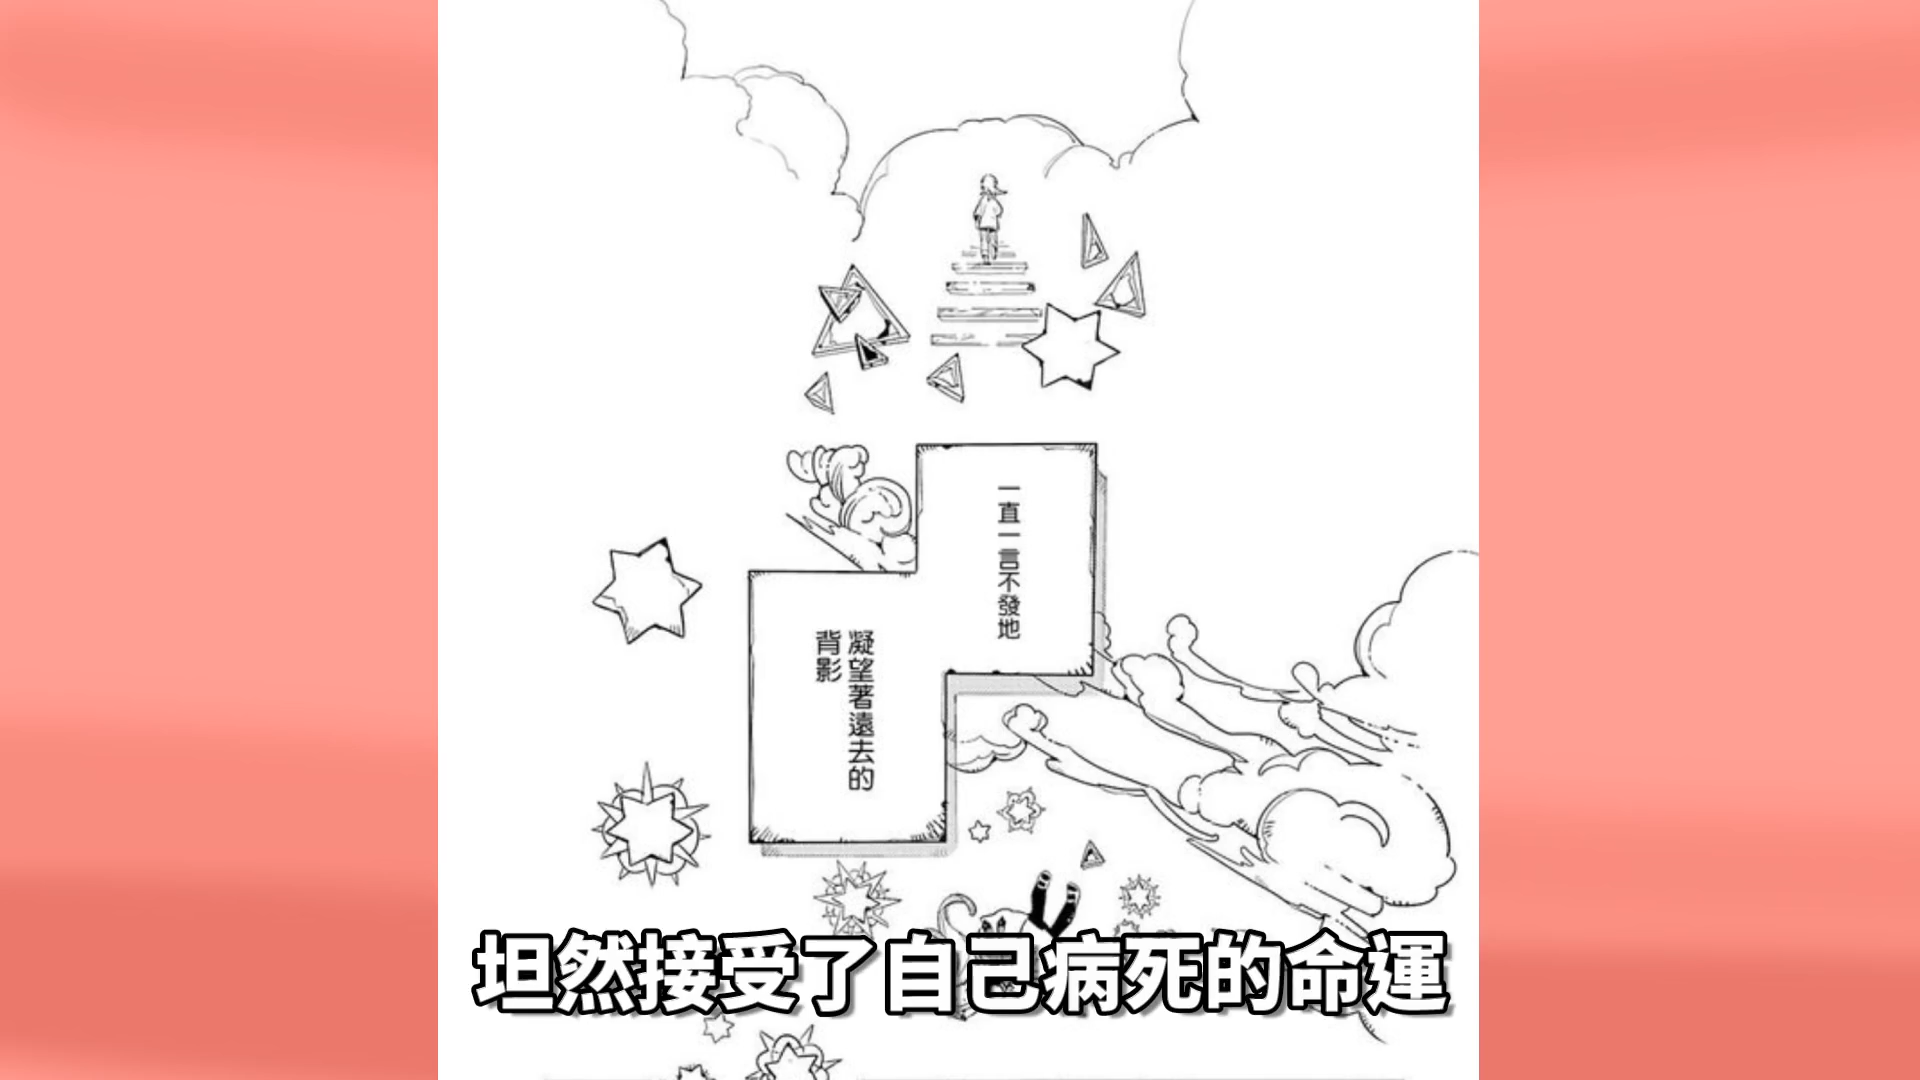 一直一言不發地
凝望著遠去的
背影
坦然接受了自己病死的命運